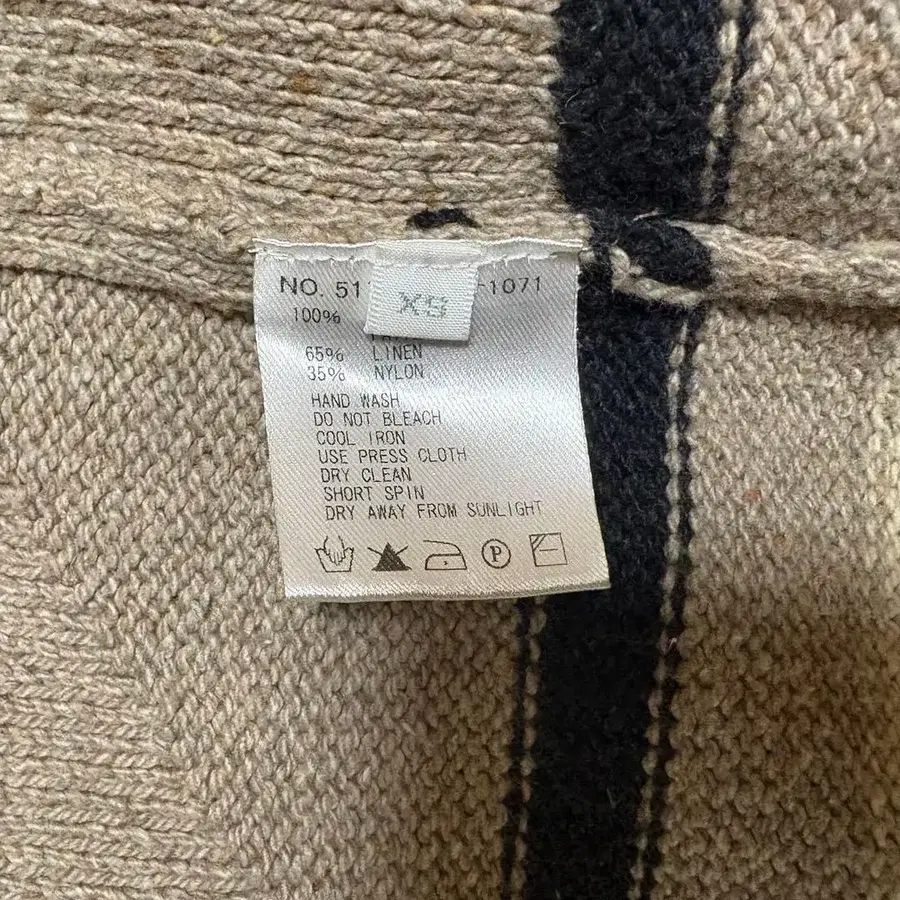 NO. 51 -1071
XS
100%
65% LINEN
35% NYLON
HAND WASH
DO NOT BLEACH
COOL IRON
USE PRESS CLOTH
DRY CLEAN
SHORT SPIN
DRY AWAY FROM SUNLIGHT
P